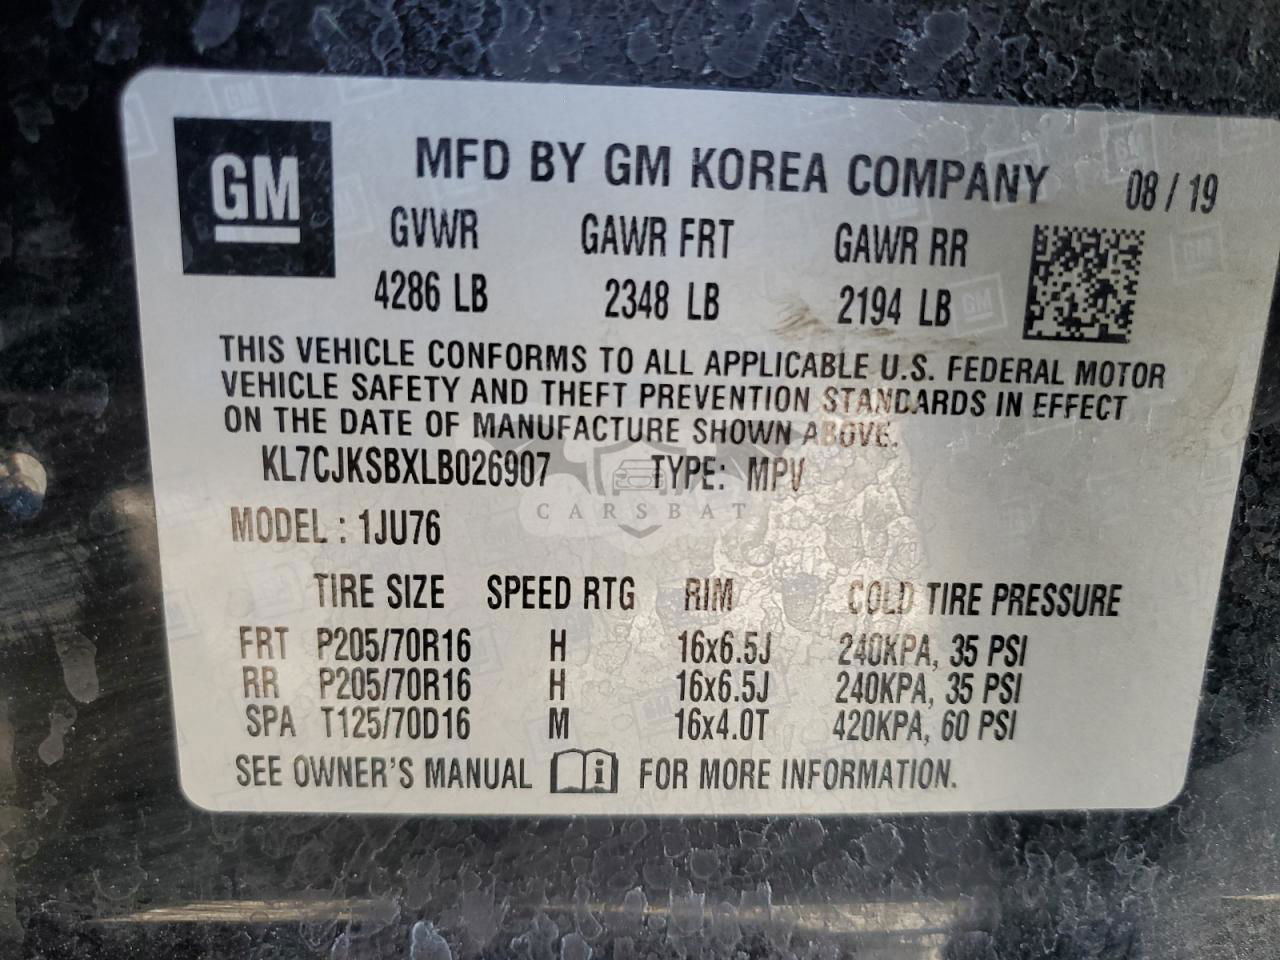 GM
MFD BY GM KOREA COMPANY 08 / 19
GVWR GAWR FRT GAWR RR
4286 LB 2348 LB 2194 LB
THIS VEHICLE CONFORMS TO ALL APPLICABLE U.S. FEDERAL MOTOR
VEHICLE SAFETY AND THEFT PREVENTION STANDARDS IN EFFECT
ON THE DATE OF MANUFACTURE SHOWN ABOVE.
KL7CJKSBXLB026907 TYPE: MPV
CARSBAT
MODEL : 1JU76
TIRE SIZE SPEED RTG RIM COLD TIRE PRESSURE
FRT P205/70R16 H 16x6.5J 240KPA, 35 PSI
RR P205/70R16 H 16x6.5J 240KPA, 35 PSI
SPA T125/70D16 M 16x4.0T 420KPA, 60 PSI
SEE OWNER'S MANUAL i FOR MORE INFORMATION.